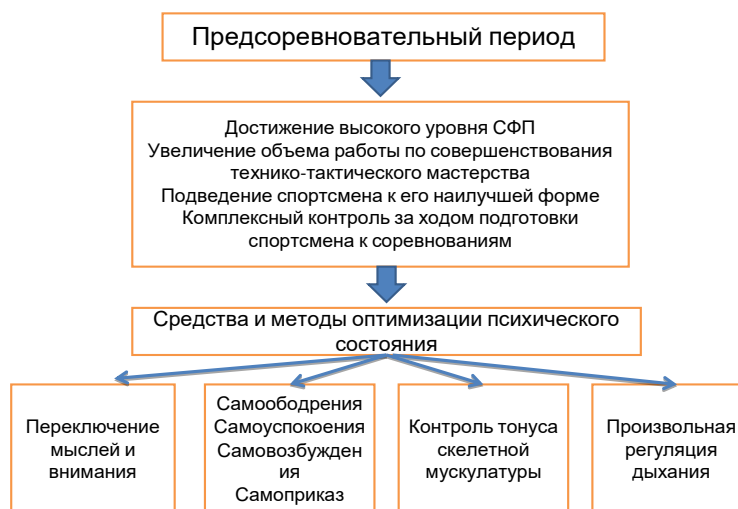 Предсоревновательный период
Достижение высокого уровня СФП
Увеличение объема работы по совершенствования
технико-тактического мастерства
Подведение спортсмена к его наилучшей форме
Комплексный контроль за ходом подготовки
спортсмена к соревнованиям
Средства и методы оптимизации психического
состояния
Переключение
мыслей и
внимания
Самоободрения
Самоуспокоения
Самовозбужден
ия
Самоприказ
Контроль тонуса
скелетной
мускулатуры
Произвольная
регуляция
дыхания